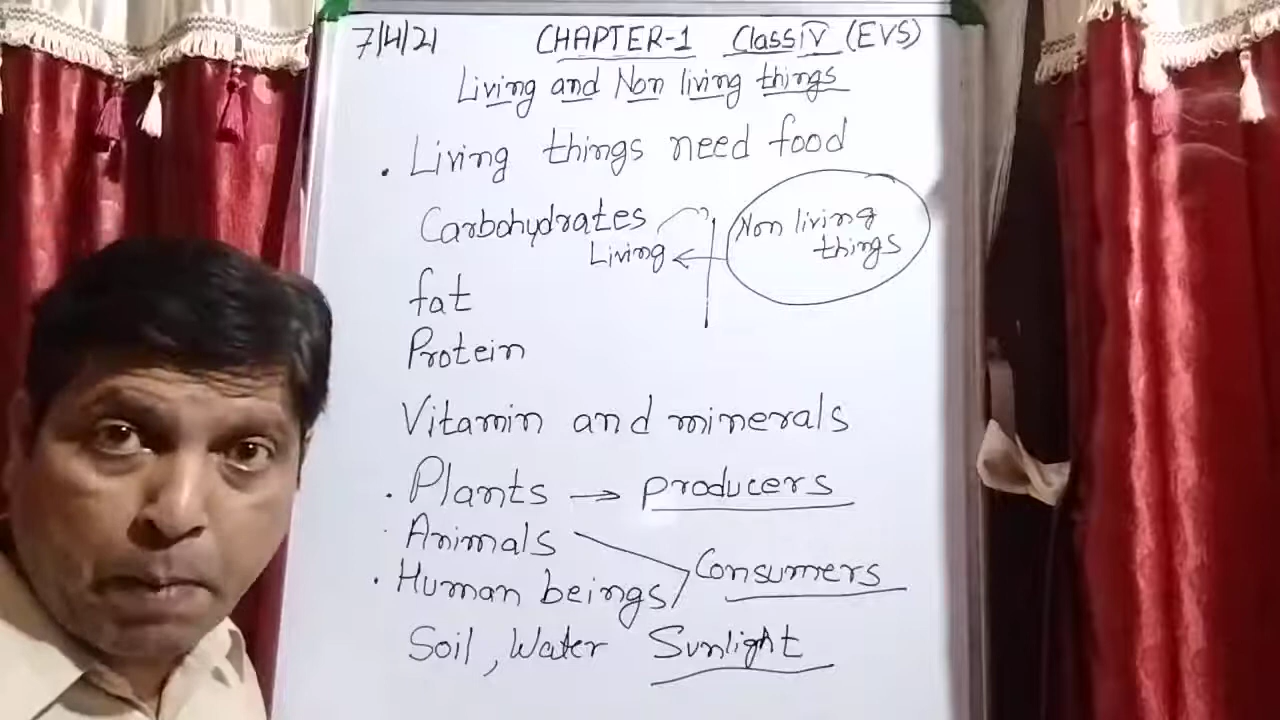 7/4/21 CHAPTER-1 Class IV (EVS)
Living and Non living things
. Living things need food
Carbohydrates
Non living things
Living ←
fat
Protein
Vitamin and minerals
. Plants → producers
. Animals
Consumers
. Human beings
Soil, Water Sunlight